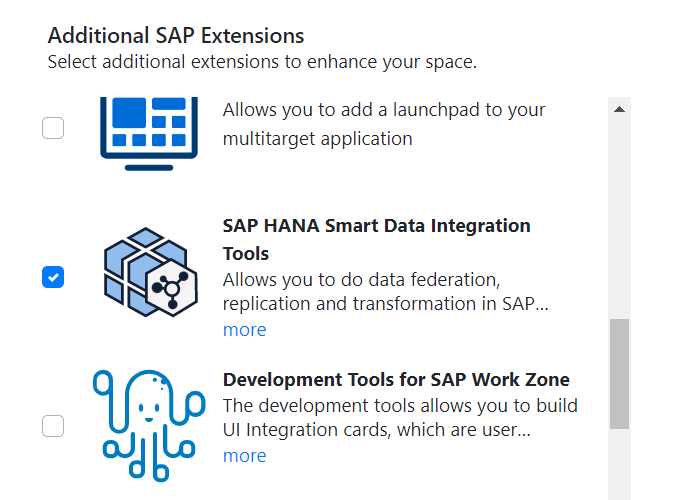 Additional SAP Extensions
Select additional extensions to enhance your space.
Allows you to add a launchpad to your
multitarget application
SAP HANA Smart Data Integration
Tools
Allows you to do data federation,
replication and transformation in SAP...
more
Development Tools for SAP Work Zone
The development tools allows you to build
UI Integration cards, which are user...
more